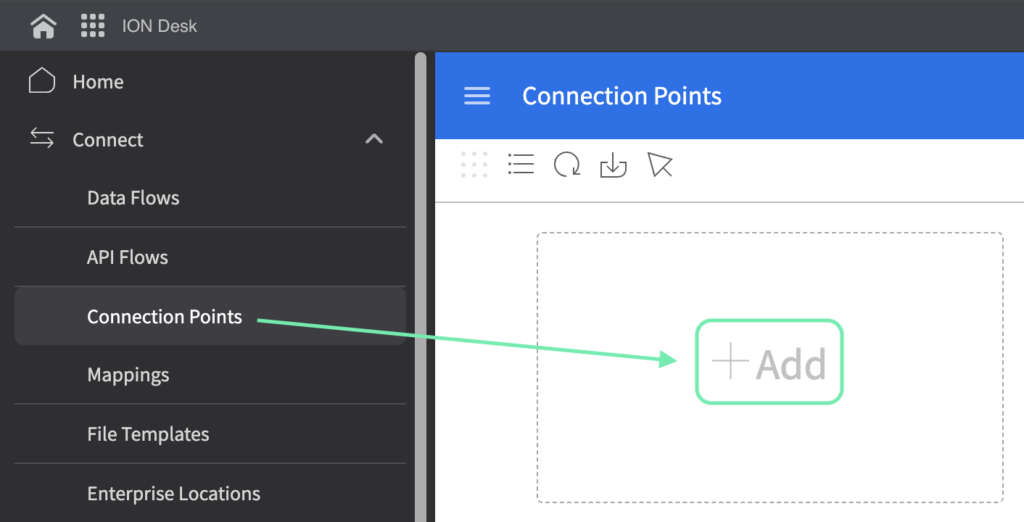 ION Desk
Home
Connect
Data Flows
API Flows
Connection Points
Mappings
File Templates
Enterprise Locations
Connection Points
Add